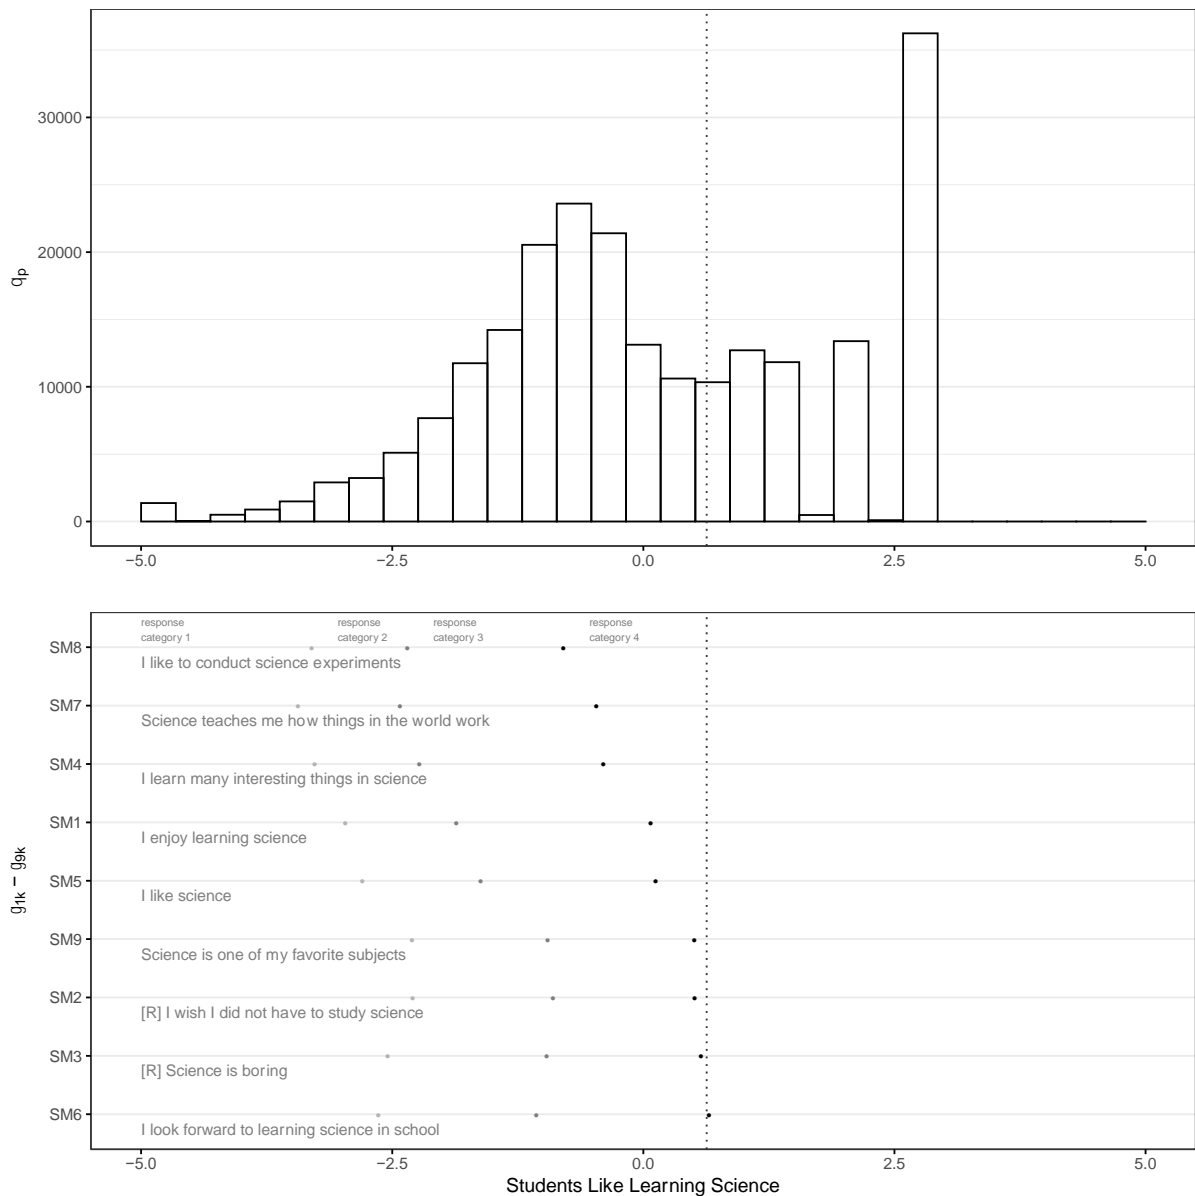 30000
20000
10000
0
qp
−5.0 −2.5 0.0 2.5 5.0
response response response response
category 1 category 2 category 3 category 4
SM8
I like to conduct science experiments
SM7
Science teaches me how things in the world work
SM4
I learn many interesting things in science
SM1
I enjoy learning science
SM5
I like science
SM9
Science is one of my favorite subjects
SM2
[R] I wish I did not have to study science
SM3
[R] Science is boring
SM6
I look forward to learning science in school
g1k − g9k
−5.0 −2.5 0.0 2.5 5.0
Students Like Learning Science